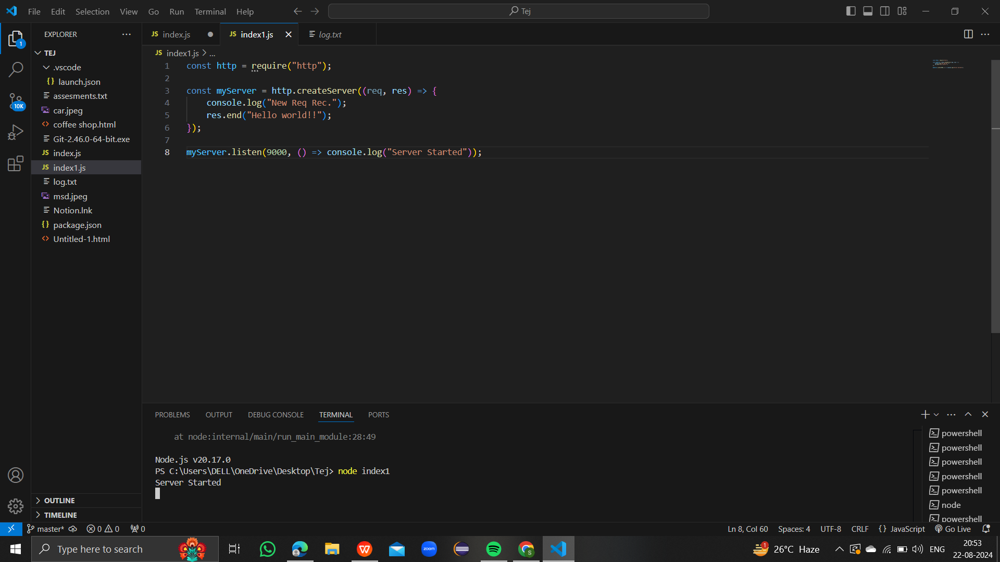 File Edit Selection View Go Run Terminal Help
Tej
EXPLORER
TEJ
.vscode
launch.json
assesments.txt
car.jpeg
coffee shop.html
Git-2.46.0-64-bit.exe
index.js
index1.js
log.txt
msd.jpeg
Notion.lnk
package.json
Untitled-1.html
OUTLINE
TIMELINE
1
10K
JS index.js
JS index1.js
log.txt
JS index1.js > ...
1 const http = require("http");
2
3 const myServer = http.createServer((req, res) => {
4 console.log("New Req Rec.");
5 res.end("Hello world!!");
6 });
7
8 myServer.listen(9000, () => console.log("Server Started"));
PROBLEMS OUTPUT DEBUG CONSOLE TERMINAL PORTS
at node:internal/main/run_main_module:28:49
Node.js v20.17.0
PS C:\Users\DELL\OneDrive\Desktop\Tej> node index1
Server Started
powershell
powershell
powershell
powershell
powershell
node
powershell
master* 0 0 0
Ln 8, Col 60 Spaces: 4 UTF-8 CRLF {} JavaScript Go Live
Type here to search
zoom
W
S
1
26°C Haze
ENG
20:53
22-08-2024